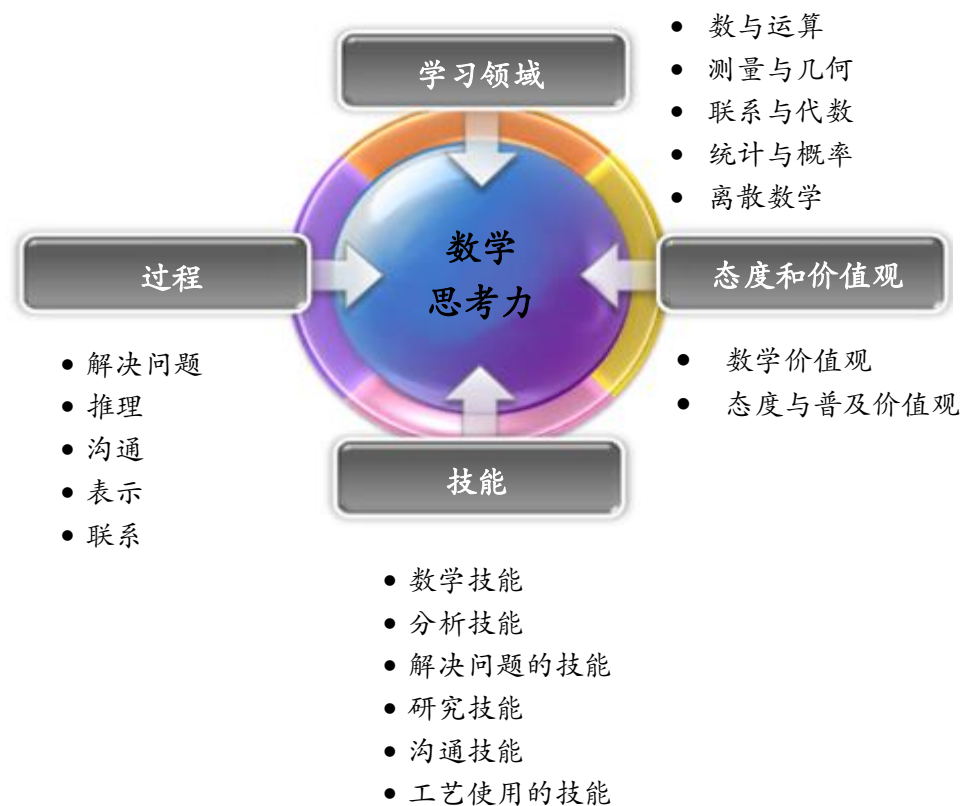 学习领域
数与运算
测量与几何
联系与代数
统计与概率
离散数学
数学
思考力
过程
解决问题
推理
沟通
表示
联系
态度和价值观
数学价值观
态度与普及价值观
技能
数学技能
分析技能
解决问题的技能
研究技能
沟通技能
工艺使用的技能